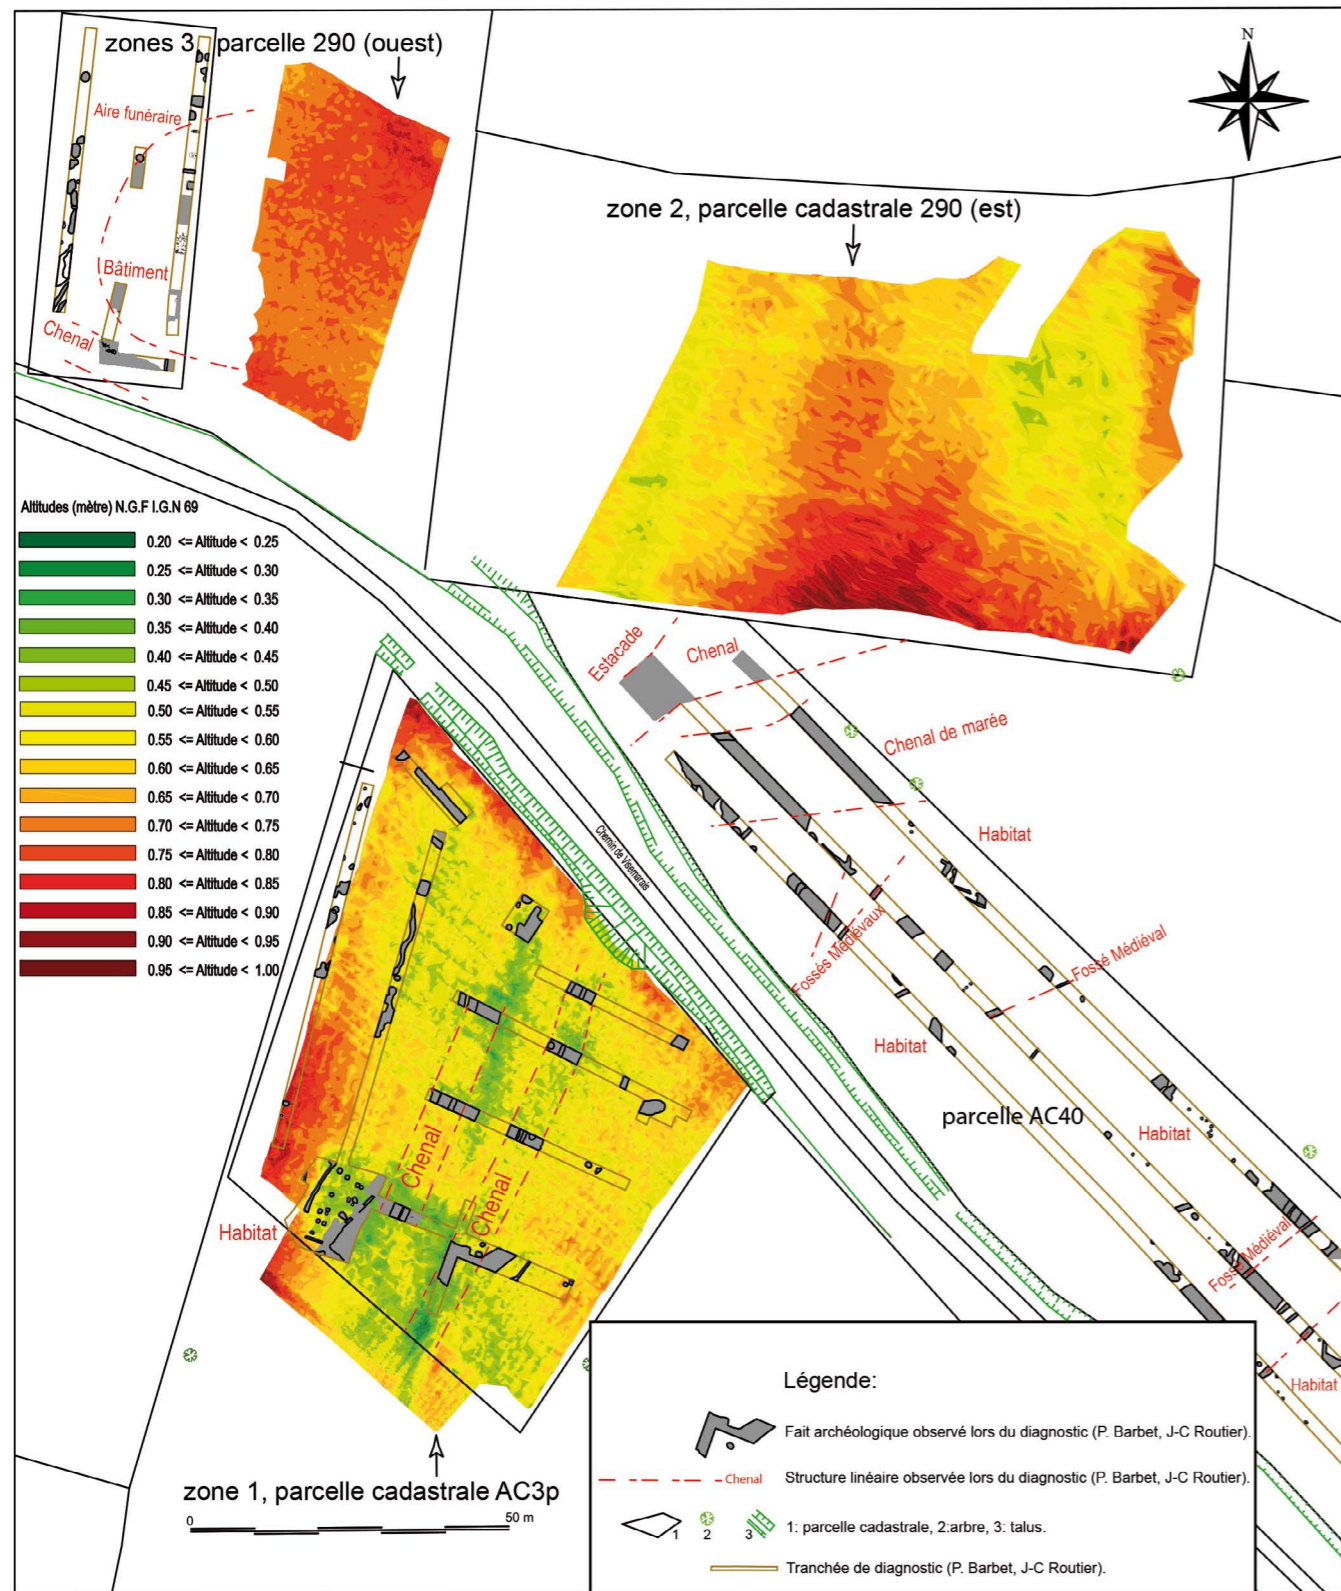 zones 3, parcelle 290 (ouest)
N
Aire funéraire
zone 2, parcelle cadastrale 290 (est)
Bâtiment
Chenal
Altitudes (mètre) N.G.F I.G.N 69
0.20 <= Altitude < 0.25
0.25 <= Altitude < 0.30
0.30 <= Altitude < 0.35
0.35 <= Altitude < 0.40
0.40 <= Altitude < 0.45
0.45 <= Altitude < 0.50
0.50 <= Altitude < 0.55
0.55 <= Altitude < 0.60
0.60 <= Altitude < 0.65
0.65 <= Altitude < 0.70
0.70 <= Altitude < 0.75
0.75 <= Altitude < 0.80
0.80 <= Altitude < 0.85
0.85 <= Altitude < 0.90
0.90 <= Altitude < 0.95
0.95 <= Altitude < 1.00
Estacade
Chenal
Chenal de marée
Chemin de Visemarais
Habitat
Fossés Médiévaux
Fossé Médiéval
Habitat
parcelle AC40
Habitat
Chenal
Chenal
Habitat
Fossé Médiéval
Habitat
zone 1, parcelle cadastrale AC3p
0 50 m
Légende:
Fait archéologique observé lors du diagnostic (P. Barbet, J-C Routier).
Chenal Structure linéaire observée lors du diagnostic (P. Barbet, J-C Routier).
1 2 3 1: parcelle cadastrale, 2:arbre, 3: talus.
Tranchée de diagnostic (P. Barbet, J-C Routier).